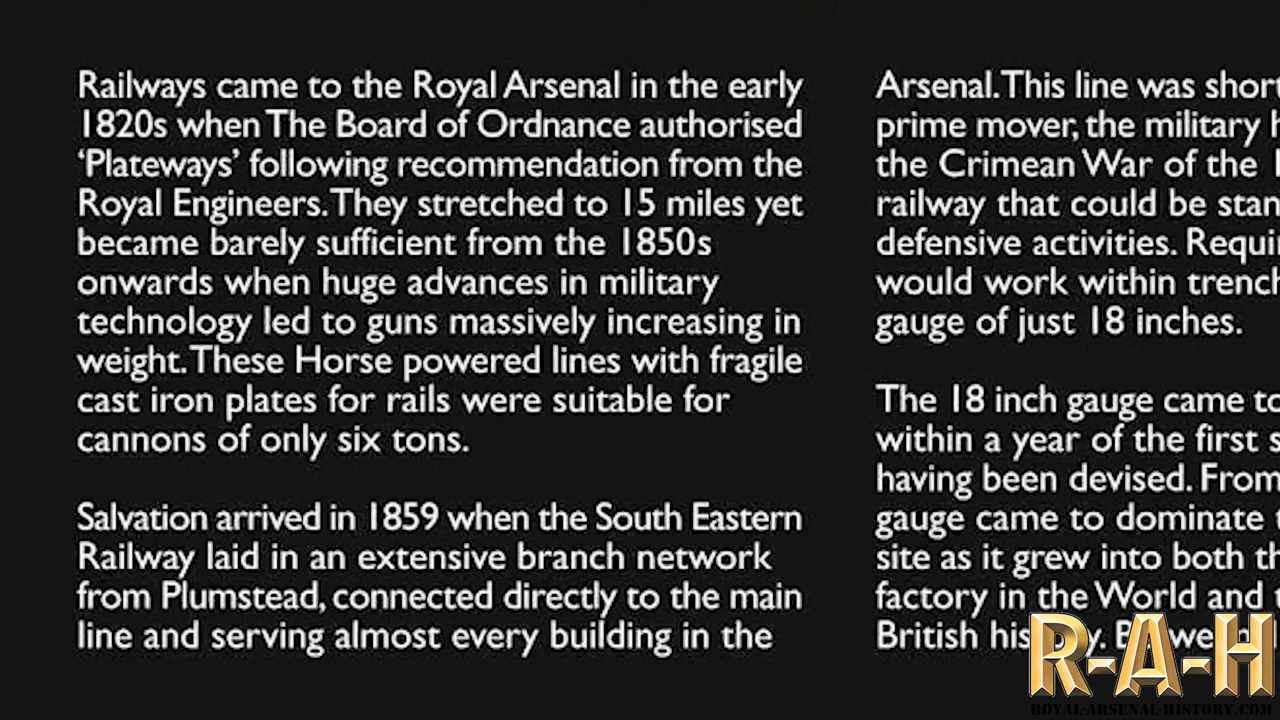 Railways came to the Royal Arsenal in the early
1820s when The Board of Ordnance authorised
‘Plateways’ following recommendation from the
Royal Engineers. They stretched to 15 miles yet
became barely sufficient from the 1850s
onwards when huge advances in military
technology led to guns massively increasing in
weight. These Horse powered lines with fragile
cast iron plates for rails were suitable for
cannons of only six tons.
Salvation arrived in 1859 when the South Eastern
Railway laid in an extensive branch network
from Plumstead, connected directly to the main
line and serving almost every building in the
Arsenal. This line was short
prime mover, the military
the Crimean War of the
railway that could be stan
defensive activities. Requi
would work within trench
gauge of just 18 inches.
The 18 inch gauge came to
within a year of the first s
having been devised. From
gauge came to dominate
site as it grew into both th
factory in the World and
British
R-A-H
ROYAL-ARSENAL-HISTORY.COM